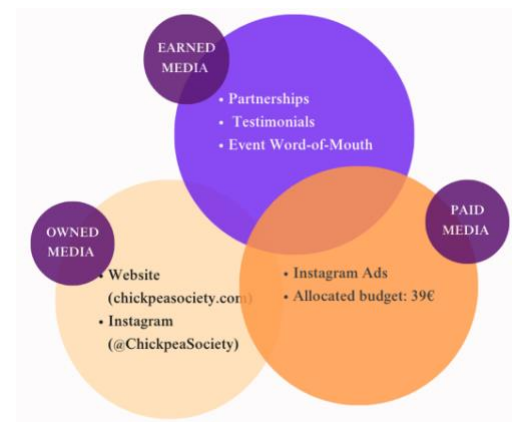 EARNED
MEDIA
• Partnerships
• Testimonials
• Event Word-of-Mouth
OWNED
MEDIA
• Website
(chickpeasociety.com)
• Instagram
(@ChickpeaSociety)
PAID
MEDIA
• Instagram Ads
• Allocated budget: 39€